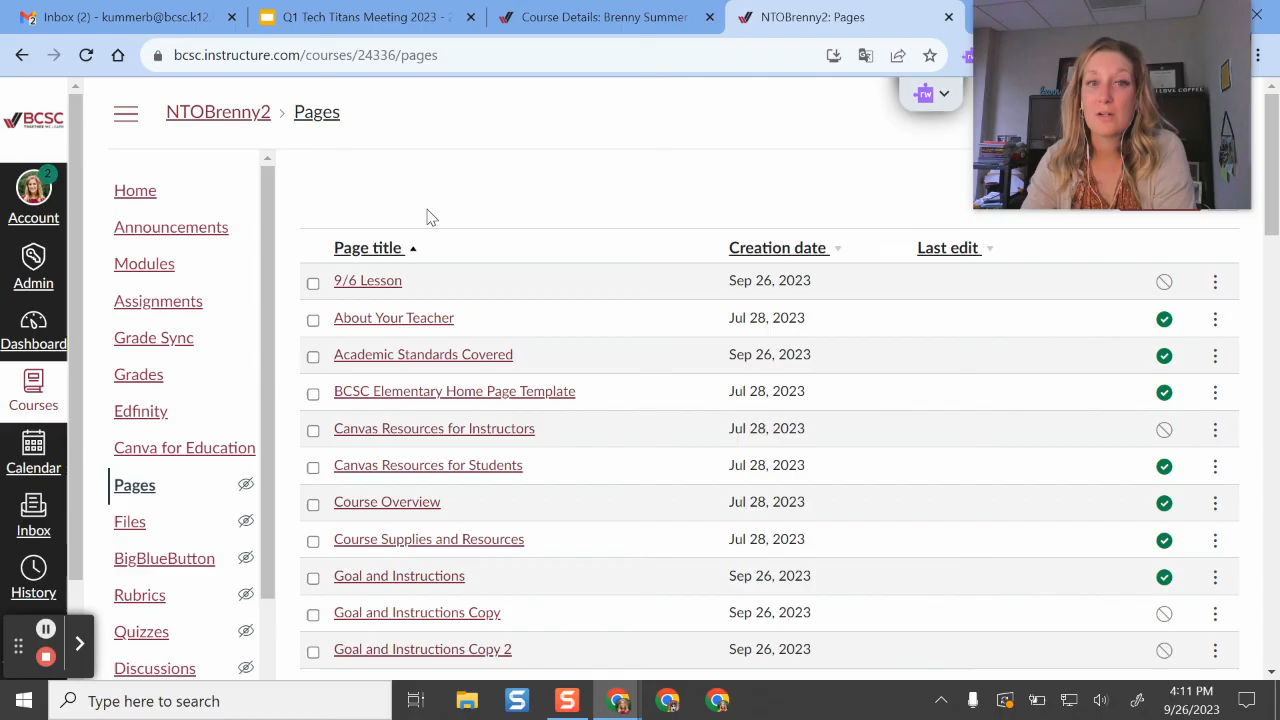 Inbox (10) - kummerb@b
Q1 Titans Meeting 2023 -
Course Details: Brenny Summer
NTOBrenny2: Pages
bcsc.instructure.com/courses/24336/pages
rw
I LOVE COFFEE
BCSC
NTOBrenny2 > Pages
2
Account
Admin
Dashboard
Courses
Calendar
Inbox
History
Home
Announcements
Modules
Assignments
Grade Sync
Grades
Edfinity
Canva for Education
Pages
Files
BigBlueButton
Rubrics
Quizzes
Discussions
Page title Creation date Last edit
9/6 Lesson Sep 26, 2023
About Your Teacher Jul 28, 2023
Academic Standards Covered Sep 26, 2023
BCSC Elementary Home Page Template Jul 28, 2023
Canvas Resources for Instructors Jul 28, 2023
Canvas Resources for Students Jul 28, 2023
Course Overview Jul 28, 2023
Course Supplies and Resources Jul 28, 2023
Goal and Instructions Sep 26, 2023
Goal and Instructions Copy Sep 26, 2023
Goal and Instructions Copy 2 Sep 26, 2023
Type here to search
4:11 PM
9/26/2023